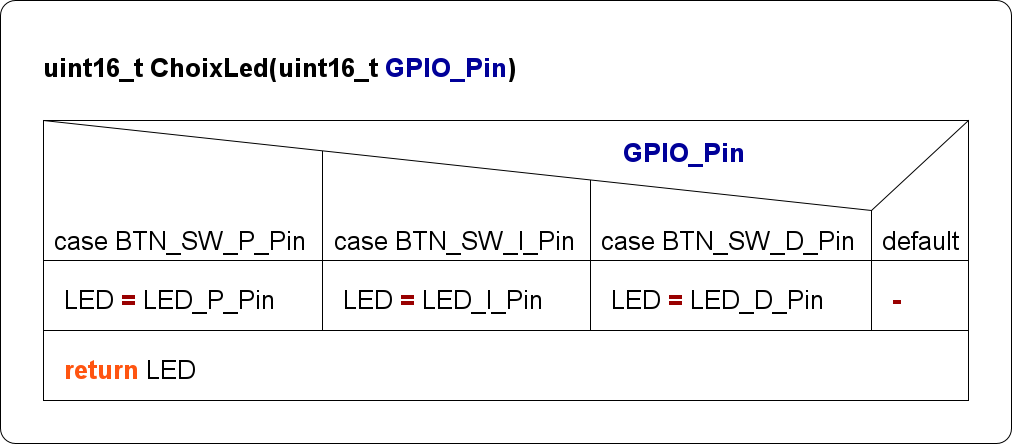 uint16_t ChoixLed(uint16_t GPIO_Pin)
GPIO_Pin
case BTN_SW_P_Pin case BTN_SW_I_Pin case BTN_SW_D_Pin default
LED = LED_P_Pin LED = LED_I_Pin LED = LED_D_Pin -
return LED